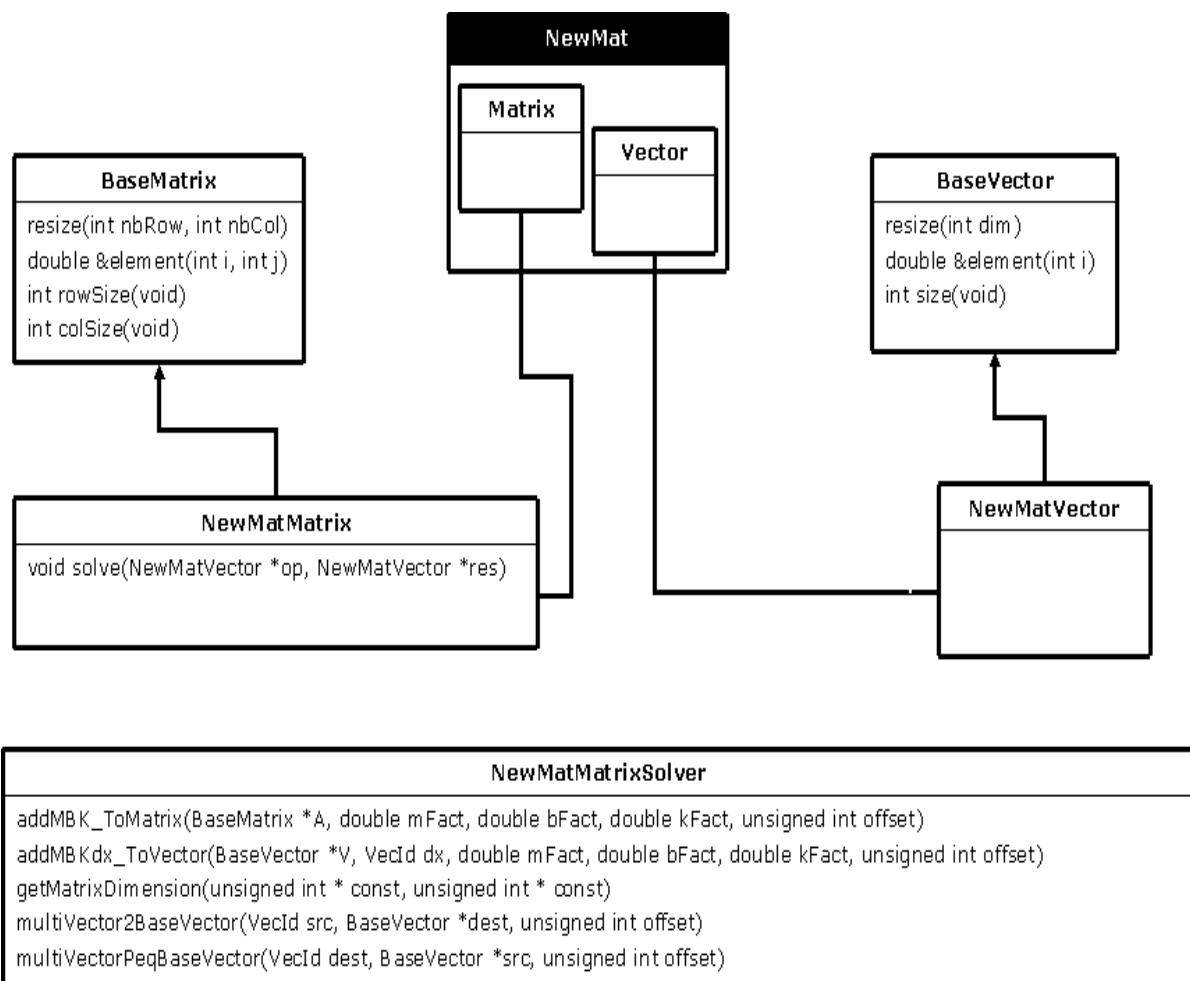 NewMat
Matrix
Vector
BaseMatrix
resize(int nbRow, int nbCol)
double &element(int i, int j)
int rowSize(void)
int colSize(void)
BaseVector
resize(int dim)
double &element(int i)
int size(void)
NewMatMatrix
void solve(NewMatVector *op, NewMatVector *res)
NewMatVector
NewMatMatrixSolver
addMBK_ToMatrix(BaseMatrix *A, double mFact, double bFact, double kFact, unsigned int offset)
addMBKdx_ToVector(BaseVector *V, VecId dx, double mFact, double bFact, double kFact, unsigned int offset)
getMatrixDimension(unsigned int * const, unsigned int * const)
multiVector2BaseVector(VecId src, BaseVector *dest, unsigned int offset)
multiVectorPeqBaseVector(VecId dest, BaseVector *src, unsigned int offset)